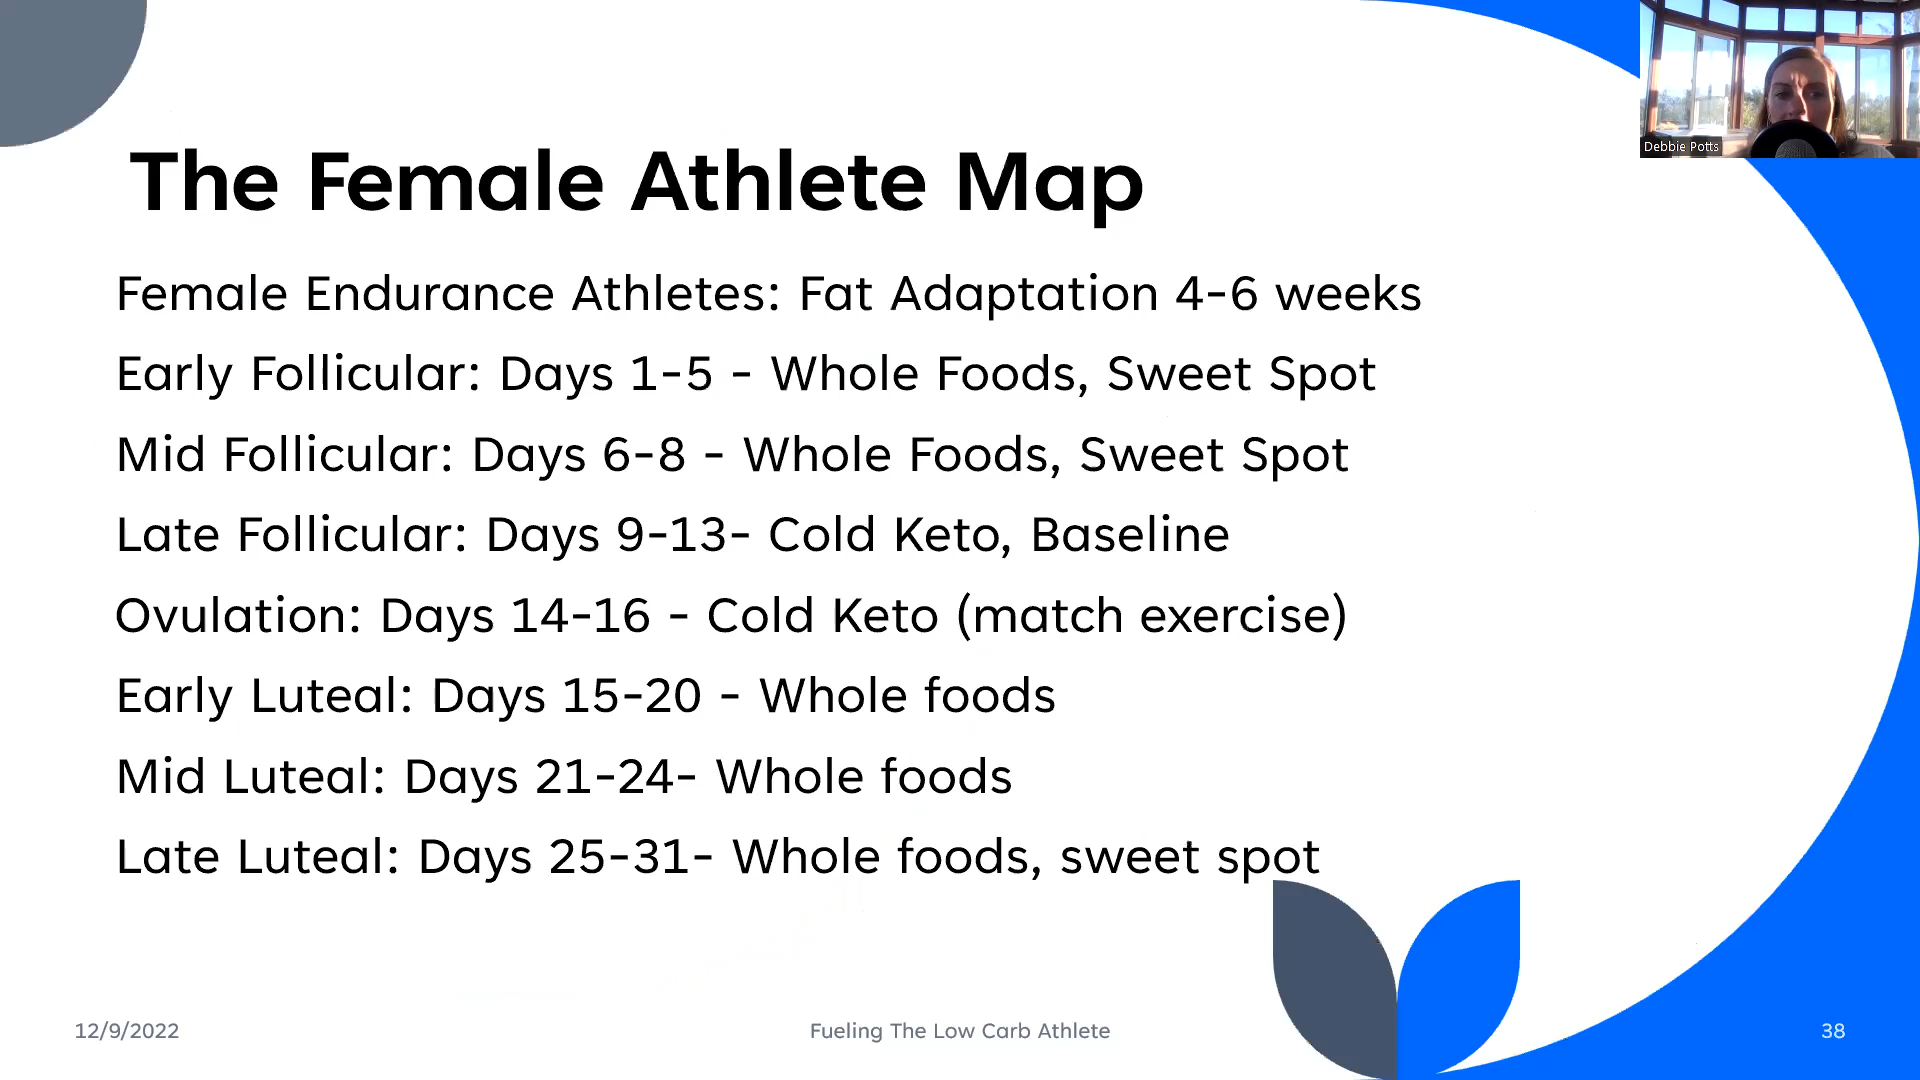 Debbie Potts
The Female Athlete Map
Female Endurance Athletes: Fat Adaptation 4-6 weeks
Early Follicular: Days 1-5 - Whole Foods, Sweet Spot
Mid Follicular: Days 6-8 - Whole Foods, Sweet Spot
Late Follicular: Days 9-13- Cold Keto, Baseline
Ovulation: Days 14-16 - Cold Keto (match exercise)
Early Luteal: Days 15-20 - Whole foods
Mid Luteal: Days 21-24- Whole foods
Late Luteal: Days 25-31- Whole foods, sweet spot
12/9/2022
Fueling The Low Carb Athlete
38